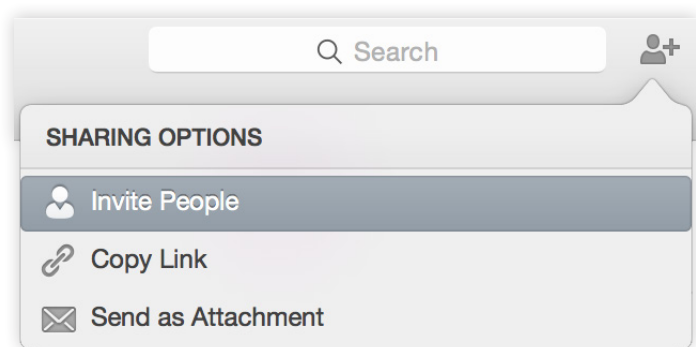 Search
SHARING OPTIONS
Invite People
Copy Link
Send as Attachment